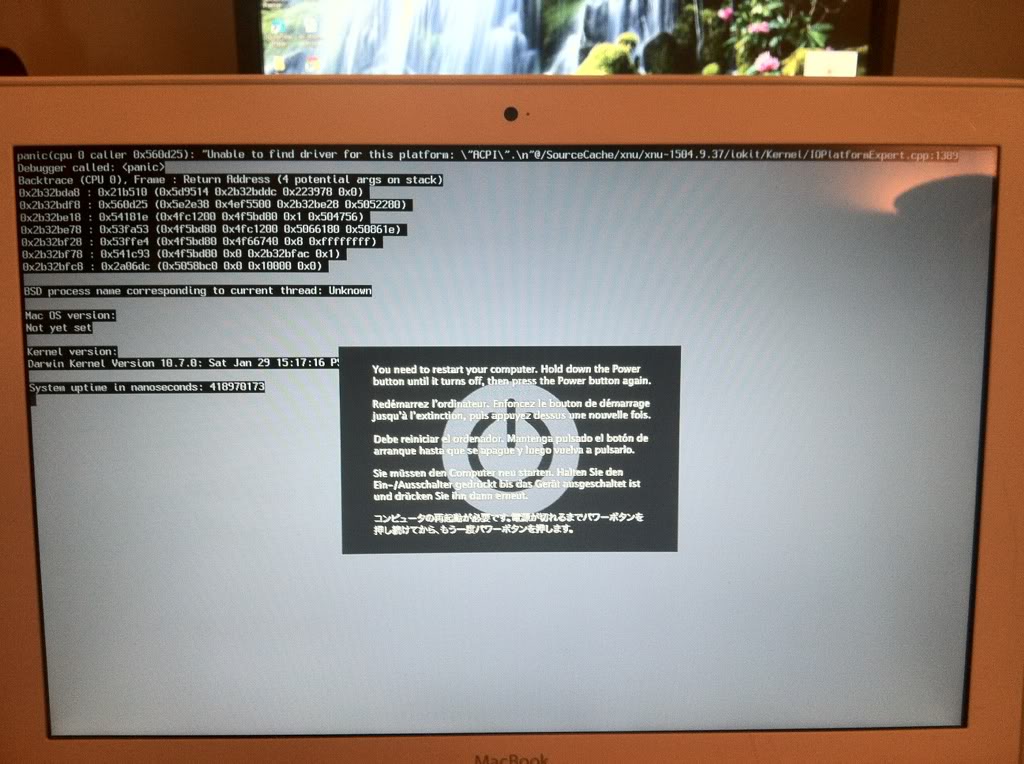 panic(cpu 0 caller 0x560d25): "Unable to find driver for this platform: \"ACPI\".\n"@/SourceCache/xnu/xnu-1504.9.37/iokit/Kernel/IOPlatformExpert.cpp:1389
Debugger called: <panic>
Backtrace (CPU 0), Frame : Return Address (4 potential args on stack)
0x2b32bda8 : 0x21b510 (0x5d9514 0x2b32bddc 0x223978 0x0)
0x2b32bdf8 : 0x560d25 (0x5e2e38 0x4ef5500 0x2b32be28 0x5052280)
0x2b32be18 : 0x54181e (0x4fc1200 0x4f5bd80 0x1 0x504756)
0x2b32be78 : 0x53fa53 (0x4f5bd80 0x4fc1200 0x5066180 0x50861e)
0x2b32bf28 : 0x53ffe4 (0x4f5bd80 0x4f66740 0x8 0xffffffff)
0x2b32bf78 : 0x541c93 (0x4f5bd80 0x0 0x2b32bfac 0x1)
0x2b32bfc8 : 0x2a06dc (0x5058bc0 0x0 0x10000 0x0)
BSD process name corresponding to current thread: Unknown
Mac OS version:
Not yet set
Kernel version:
Darwin Kernel Version 10.7.0: Sat Jan 29 15:17:16 P
System uptime in nanoseconds: 410970173
You need to restart your computer. Hold down the Power
button until it turns off, then press the Power button again.
Redémarrez l'ordinateur. Enfoncez le bouton de démarrage
jusqu'à l'extinction, puis appuyez dessus une nouvelle fois.
Debe reiniciar el ordenador. Mantenga pulsado el botón de
arranque hasta que se apague y luego vuelva a pulsarlo.
Sie müssen den Computer neu starten. Halten Sie den
Ein-/Ausschalter gedrückt bis das Gerät ausgeschaltet ist
und drücken Sie ihn dann erneut.
コンピュータの再起動が必要です。電源が切れるまでパワーボタンを
押し続けてから、もう一度パワーボタンを押します。
MacBook